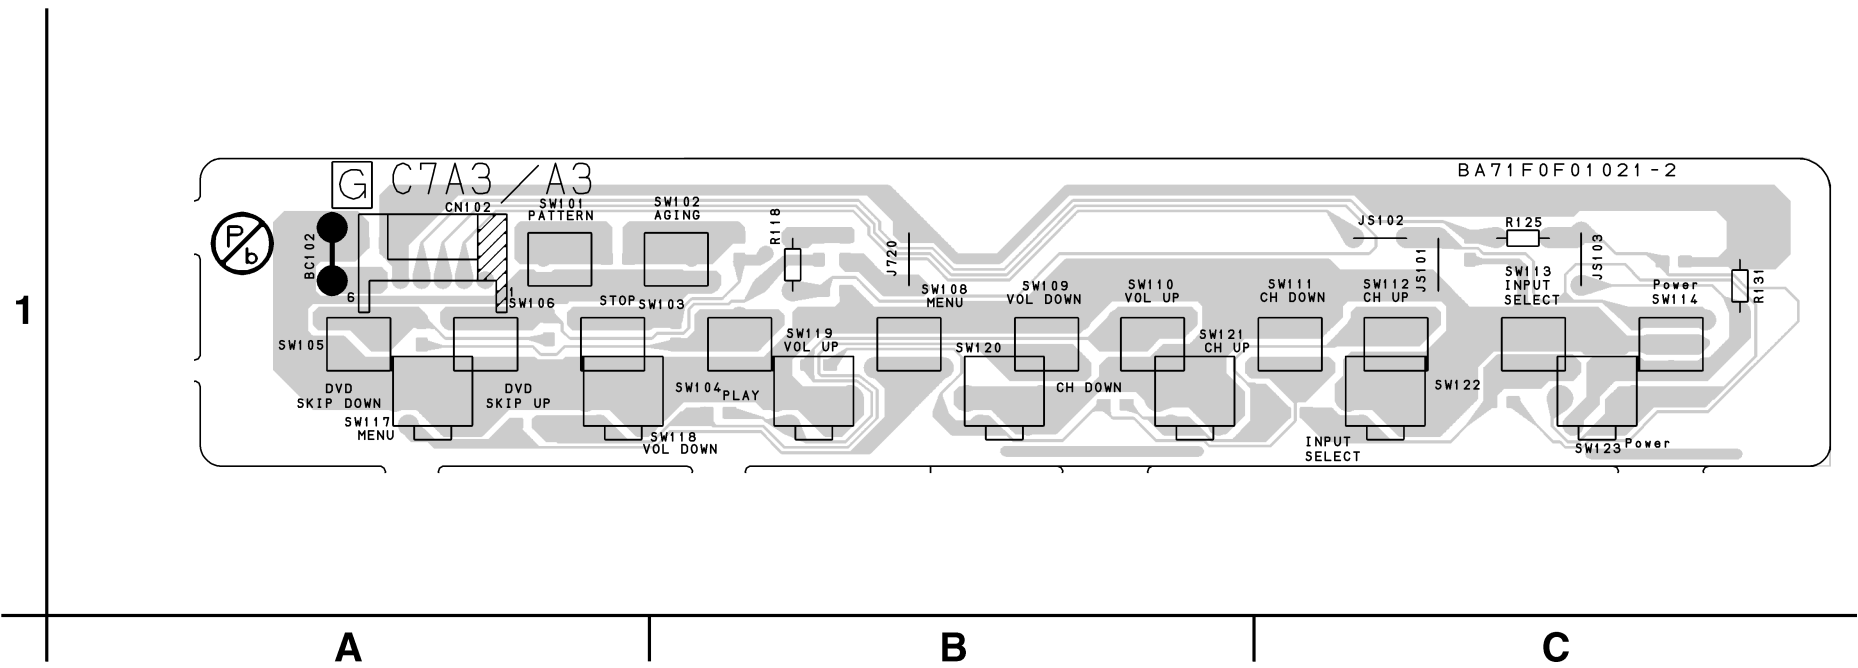 G C7A3/A3
BA71F0F01021-2
CN102
SW101
PATTERN
SW102
AGING
R118
JS102
R125
P/b
BC102
J720
JS101
JS103
R131
6
1
SW106
STOP
SW103
SW108
MENU
SW109
VOL DOWN
SW110
VOL UP
SW111
CH DOWN
SW112
CH UP
SW113
INPUT
SELECT
Power
SW114
1
SW105
SW119
VOL UP
SW120
SW121
CH UP
DVD
SKIP DOWN
DVD
SKIP UP
SW104
PLAY
CH DOWN
SW122
SW117
MENU
SW118
VOL DOWN
INPUT
SELECT
SW123
Power
A
B
C